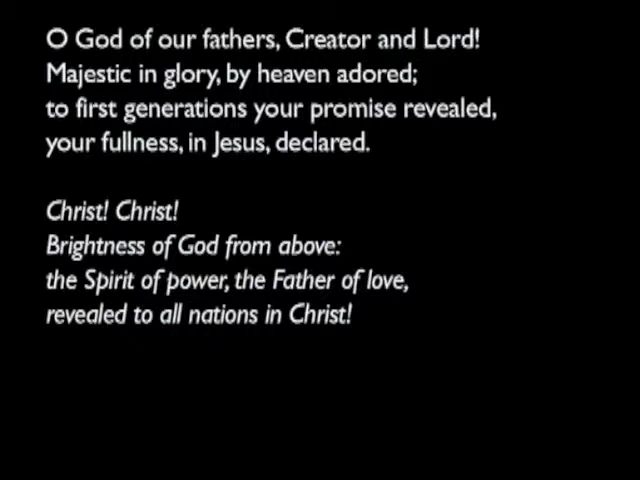 O God of our fathers, Creator and Lord!
Majestic in glory, by heaven adored;
to first generations your promise revealed,
your fullness, in Jesus, declared.
Christ! Christ!
Brightness of God from above:
the Spirit of power, the Father of love,
revealed to all nations in Christ!